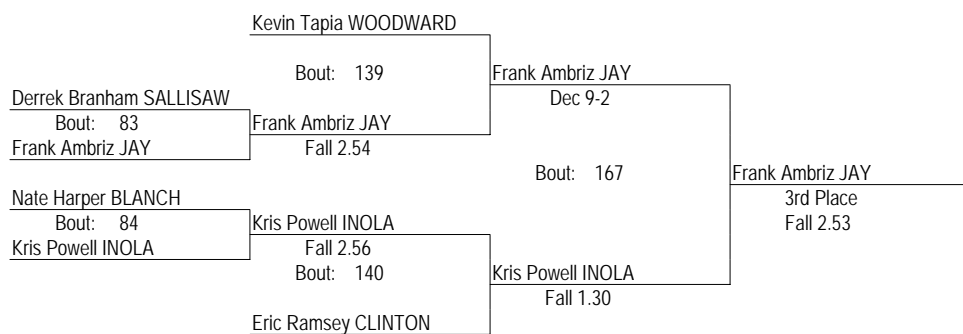 Kevin Tapia WOODWARD
Bout: 139
Frank Ambriz JAY
Dec 9-2
Derrek Branham SALLISAW
Bout: 83
Frank Ambriz JAY
Fall 2.54
Frank Ambriz JAY
Bout: 167
Frank Ambriz JAY
3rd Place
Fall 2.53
Nate Harper BLANCH
Bout: 84
Kris Powell INOLA
Fall 2.56
Kris Powell INOLA
Bout: 140
Kris Powell INOLA
Fall 1.30
Eric Ramsey CLINTON